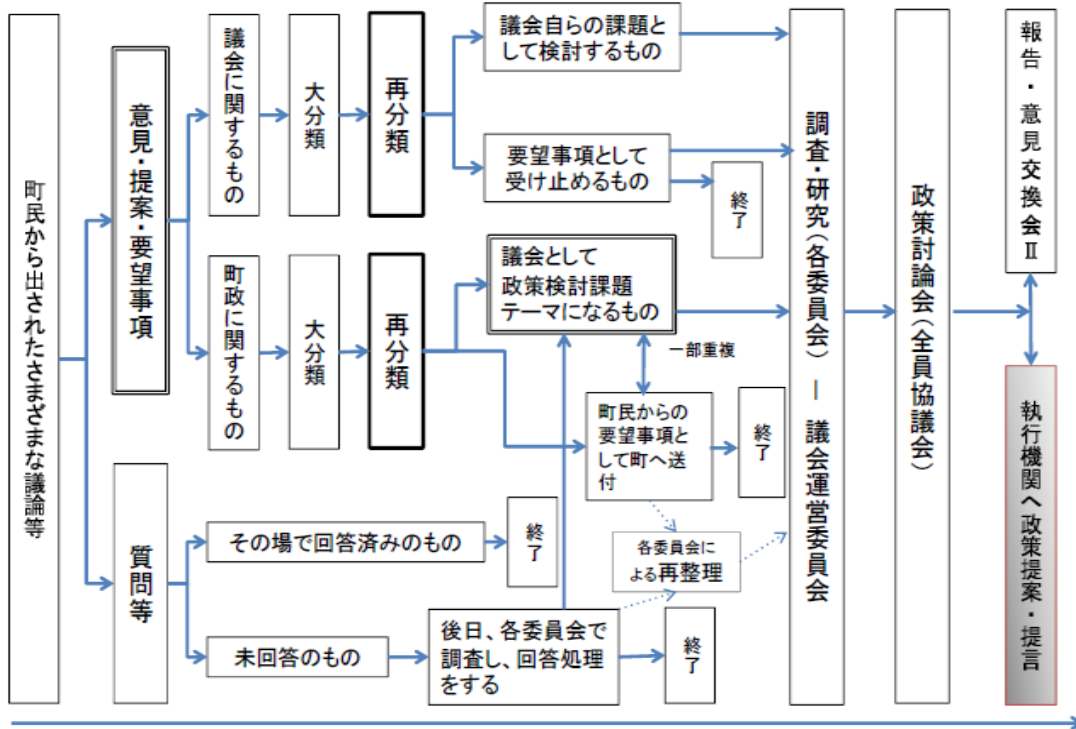 町民から出されたさまざまな議論等
意見・提案・要望事項
議会に関するもの
大分類
再分類
議会自らの課題と
して検討するもの
要望事項として
受け止めるもの
終了
町政に関するもの
大分類
再分類
議会として
政策検討課題
テーマになるもの
一部重複
町民からの
要望事項と
して町へ送
付
終了
質問等
その場で回答済みのもの
終了
各委員会に
よる再整理
未回答のもの
後日、各委員会で
調査し、回答処理
をする
終了
調査・研究(各委員会)ー議会運営委員会
政策討論会(全員協議会)
報告・意見交換会Ⅱ
執行機関へ政策提案・提言